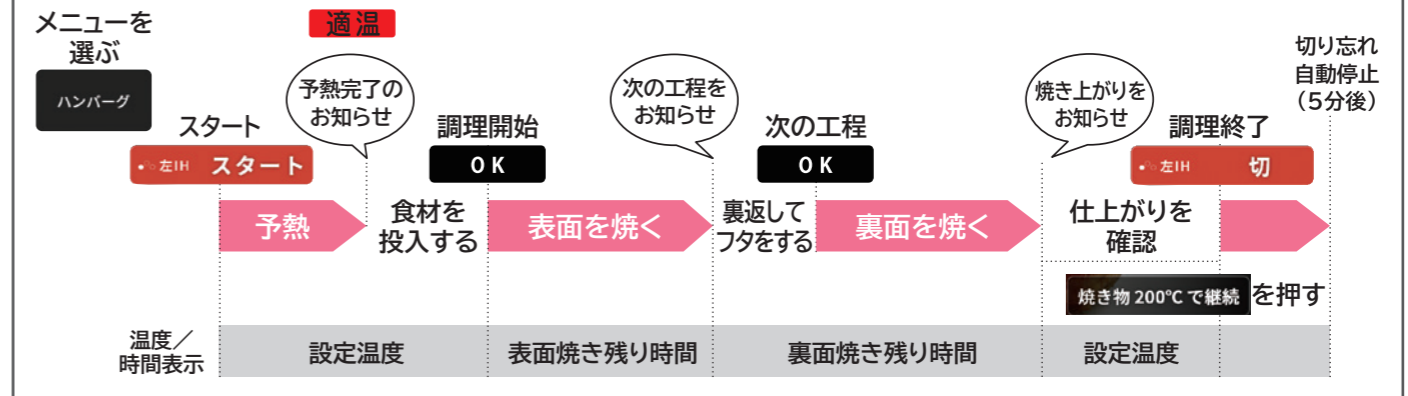 メニューを
選ぶ
ハンバーグ
スタート
左IH スタート
適温
予熱完了の
お知らせ
調理開始
OK
次の工程を
お知らせ
次の工程
OK
焼き上がりを
お知らせ
調理終了
左IH 切
切り忘れ
自動停止
（5分後）
予熱
食材を
投入する
表面を焼く
裏返して
フタをする
裏面を焼く
仕上がりを
確認
焼き物 200℃ で継続 を押す
温度／
時間表示
設定温度
表面焼き残り時間
裏面焼き残り時間
設定温度